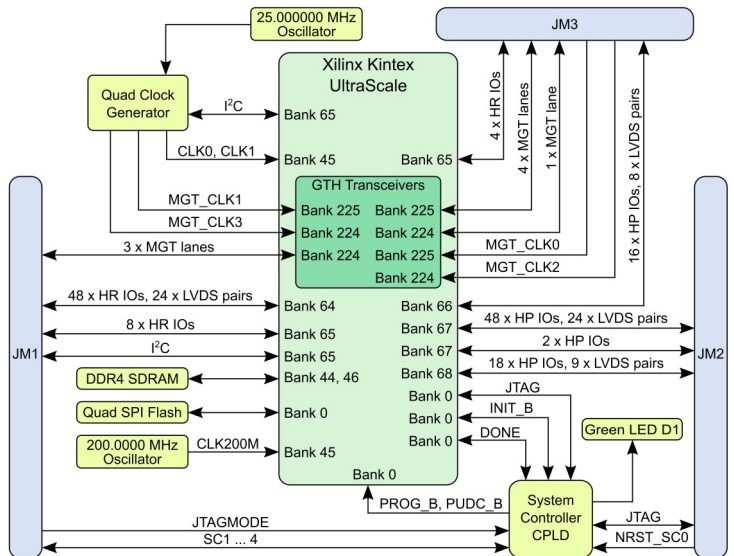 25.000000 MHz
Oscillator
JM3
Xilinx Kintex
UltraScale
Quad Clock
Generator
I²C
Bank 65
4 x HR IOs
4 x MGT lanes
1 x MGT lane
16 x HP IOs, 8 x LVDS pairs
CLK0, CLK1
Bank 45
Bank 65
GTH Transceivers
MGT_CLK1
Bank 225
Bank 225
MGT_CLK3
Bank 224
Bank 224
3 x MGT lanes
Bank 224
Bank 225
MGT_CLK0
Bank 224
MGT_CLK2
48 x HR IOs, 24 x LVDS pairs
Bank 64
Bank 66
8 x HR IOs
Bank 65
Bank 67
48 x HP IOs, 24 x LVDS pairs
JM1
I²C
Bank 65
Bank 67
2 x HP IOs
JM2
DDR4 SDRAM
Bank 44, 46
Bank 68
18 x HP IOs, 9 x LVDS pairs
Bank 0
JTAG
Quad SPI Flash
Bank 0
Bank 0
INIT_B
Bank 0
DONE
Green LED D1
200.0000 MHz
Oscillator
CLK200M
Bank 45
Bank 0
PROG_B, PUDC_B
System
Controller
CPLD
JTAGMODE
JTAG
SC1 ... 4
NRST_SC0